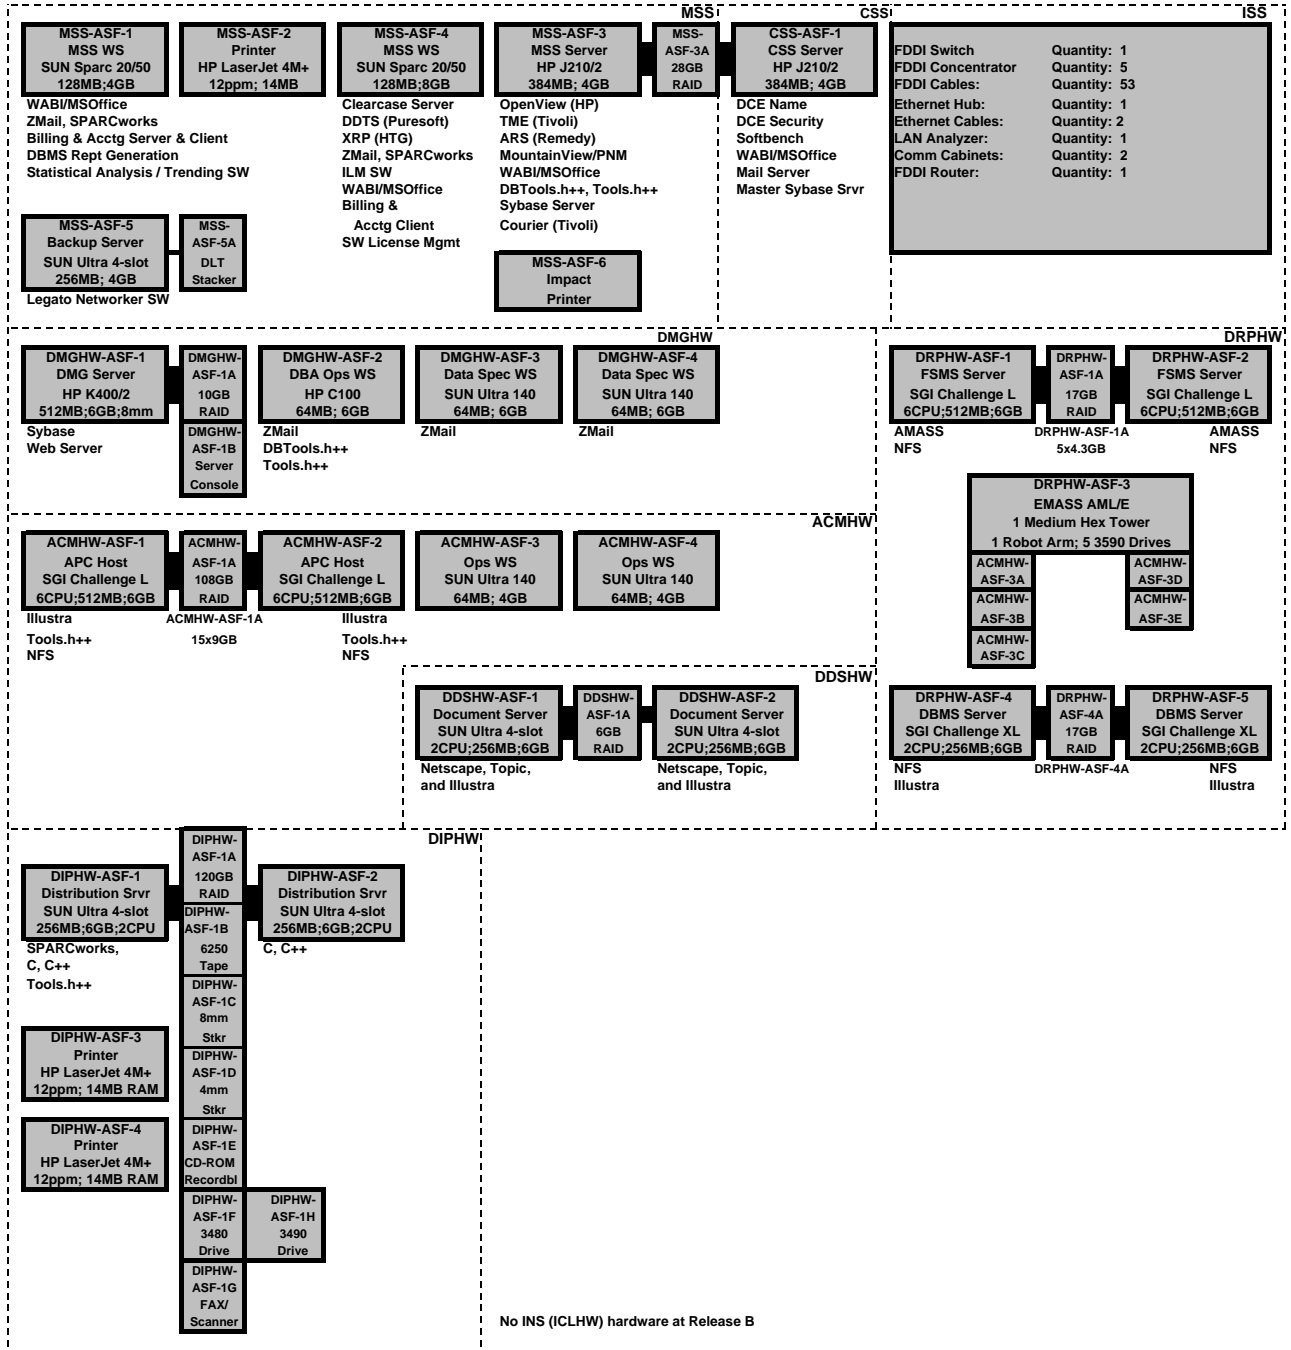 MSS
CSS
ISS
MSS-ASF-1
MSS WS
SUN Sparc 20/50
128MB;4GB
WABI/MSOffice
ZMail, SPARCworks
Billing & Acctg Server & Client
DBMS Rept Generation
Statistical Analysis / Trending SW
MSS-ASF-2
Printer
HP LaserJet 4M+
12ppm; 14MB
MSS-ASF-4
MSS WS
SUN Sparc 20/50
128MB;8GB
Clearcase Server
DDTS (Puresoft)
XRP (HTG)
ZMail, SPARCworks
ILM SW
WABI/MSOffice
Billing &
Acctg Client
SW License Mgmt
MSS-ASF-3
MSS Server
HP J210/2
384MB; 4GB
OpenView (HP)
TME (Tivoli)
ARS (Remedy)
MountainView/PNM
WABI/MSOffice
DBTools.h++, Tools.h++
Sybase Server
Courier (Tivoli)
MSS-
ASF-3A
28GB
RAID
CSS-ASF-1
CSS Server
HP J210/2
384MB; 4GB
DCE Name
DCE Security
Softbench
WABI/MSOffice
Mail Server
Master Sybase Srvr
FDDI Switch Quantity: 1
FDDI Concentrator Quantity: 5
FDDI Cables: Quantity: 53
Ethernet Hub: Quantity: 1
Ethernet Cables: Quantity: 2
LAN Analyzer: Quantity: 1
Comm Cabinets: Quantity: 2
FDDI Router: Quantity: 1
MSS-ASF-5
Backup Server
SUN Ultra 4-slot
256MB; 4GB
Legato Networker SW
MSS-
ASF-5A
DLT
Stacker
MSS-ASF-6
Impact
Printer
DMGHW
DMGHW-ASF-1
DMG Server
HP K400/2
512MB;6GB;8mm
Sybase
Web Server
DMGHW-
ASF-1A
10GB
RAID
DMGHW-
ASF-1B
Server
Console
DMGHW-ASF-2
DBA Ops WS
HP C100
64MB; 6GB
ZMail
DBTools.h++
Tools.h++
DMGHW-ASF-3
Data Spec WS
SUN Ultra 140
64MB; 6GB
ZMail
DMGHW-ASF-4
Data Spec WS
SUN Ultra 140
64MB; 6GB
ZMail
DRPHW
DRPHW-ASF-1
FSMS Server
SGI Challenge L
6CPU;512MB;6GB
AMASS
NFS
DRPHW-
ASF-1A
17GB
RAID
DRPHW-ASF-1A
5x4.3GB
DRPHW-ASF-2
FSMS Server
SGI Challenge L
6CPU;512MB;6GB
AMASS
NFS
DRPHW-ASF-3
EMASS AML/E
1 Medium Hex Tower
1 Robot Arm; 5 3590 Drives
ACMHW-
ASF-3A
ACMHW-
ASF-3B
ACMHW-
ASF-3C
ACMHW-
ASF-3D
ACMHW-
ASF-3E
ACMHW
ACMHW-ASF-1
APC Host
SGI Challenge L
6CPU;512MB;6GB
Illustra
Tools.h++
NFS
ACMHW-
ASF-1A
108GB
RAID
ACMHW-ASF-1A
15x9GB
ACMHW-ASF-2
APC Host
SGI Challenge L
6CPU;512MB;6GB
Illustra
Tools.h++
NFS
ACMHW-ASF-3
Ops WS
SUN Ultra 140
64MB; 4GB
ACMHW-ASF-4
Ops WS
SUN Ultra 140
64MB; 4GB
DDSHW
DDSHW-ASF-1
Document Server
SUN Ultra 4-slot
2CPU;256MB;6GB
Netscape, Topic,
and Illustra
DDSHW-
ASF-1A
6GB
RAID
DDSHW-ASF-2
Document Server
SUN Ultra 4-slot
2CPU;256MB;6GB
Netscape, Topic,
and Illustra
DRPHW-ASF-4
DBMS Server
SGI Challenge XL
2CPU;256MB;6GB
NFS
Illustra
DRPHW-
ASF-4A
17GB
RAID
DRPHW-ASF-4A
DRPHW-ASF-5
DBMS Server
SGI Challenge XL
2CPU;256MB;6GB
NFS
Illustra
DIPHW
DIPHW-ASF-1
Distribution Srvr
SUN Ultra 4-slot
256MB;6GB;2CPU
SPARCworks,
C, C++
Tools.h++
DIPHW-
ASF-1A
120GB
RAID
DIPHW-
ASF-1B
6250
Tape
DIPHW-
ASF-1C
8mm
Stkr
DIPHW-
ASF-1D
4mm
Stkr
DIPHW-
ASF-1E
CD-ROM
Recordbl
DIPHW-
ASF-1F
3480
Drive
DIPHW-
ASF-1H
3490
Drive
DIPHW-
ASF-1G
FAX/
Scanner
DIPHW-ASF-2
Distribution Srvr
SUN Ultra 4-slot
256MB;6GB;2CPU
C, C++
DIPHW-ASF-3
Printer
HP LaserJet 4M+
12ppm; 14MB RAM
DIPHW-ASF-4
Printer
HP LaserJet 4M+
12ppm; 14MB RAM
No INS (ICLHW) hardware at Release B